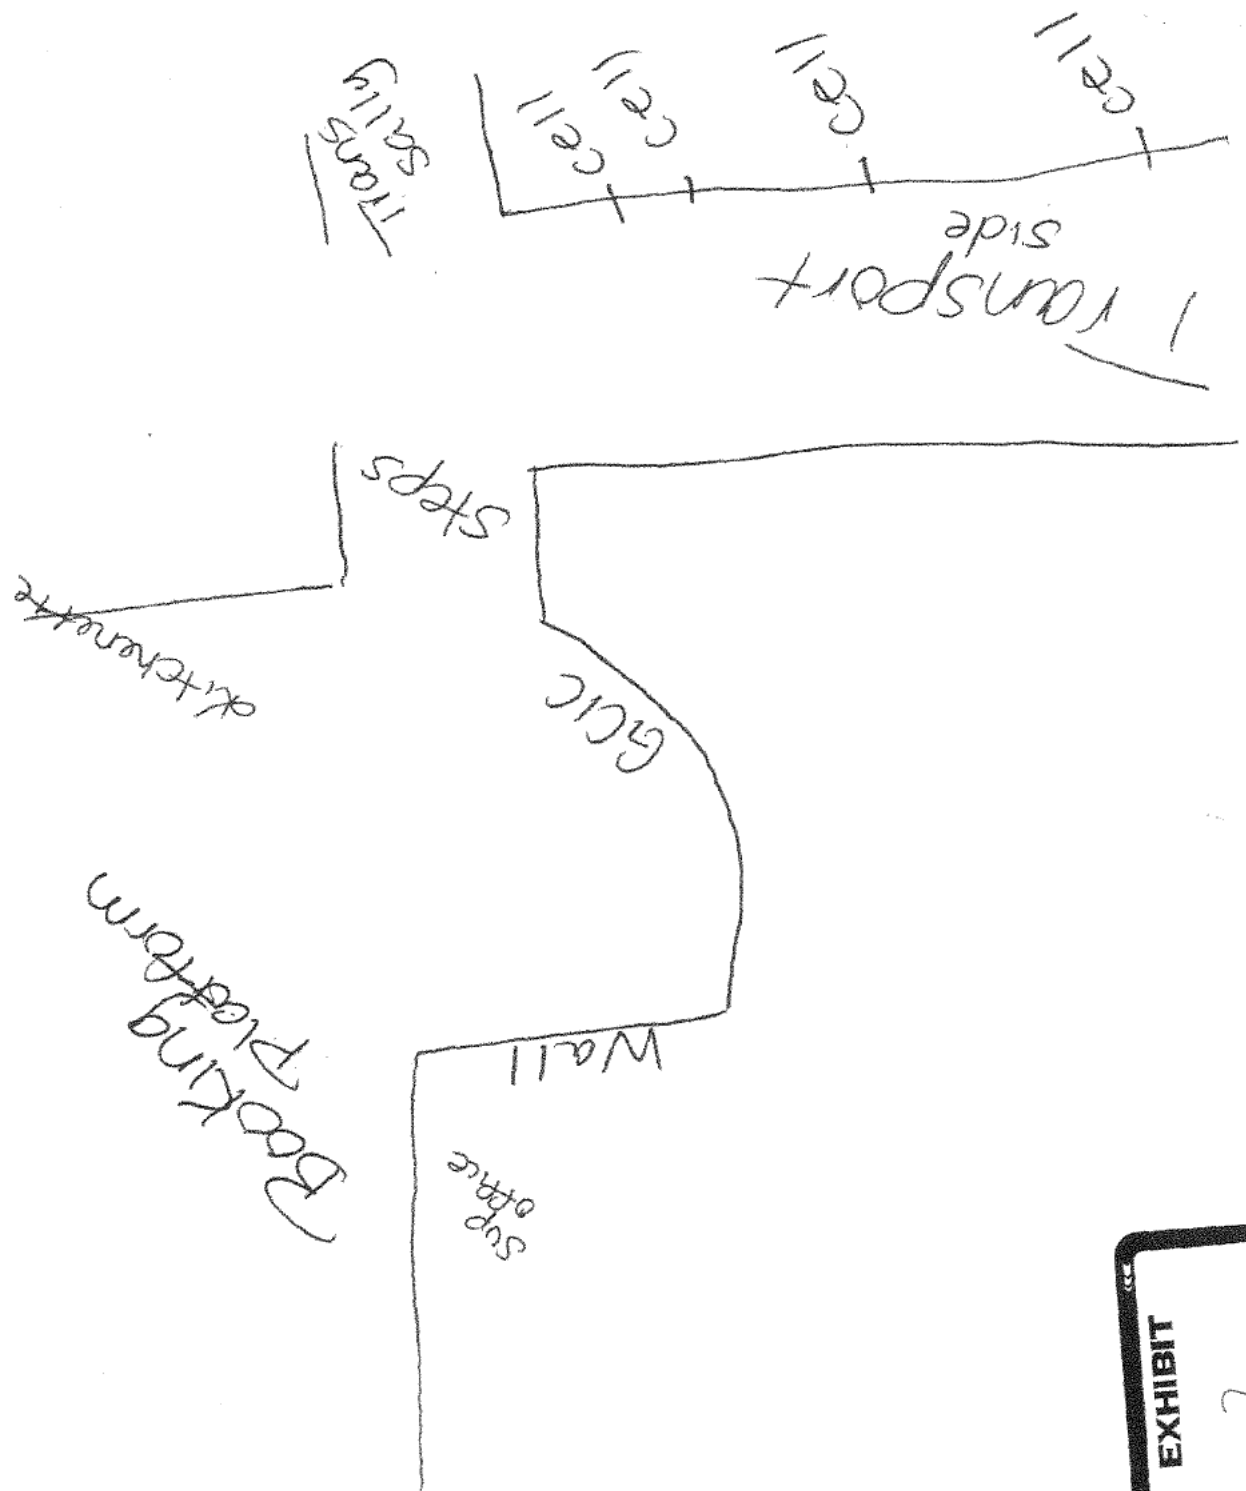 Trans
Sally
Cell
Cell
Cell
Cell
Transport
side
Steps
Kitchenette
GCIC
Booking
Platform
Wall
Sup
office
EXHIBIT